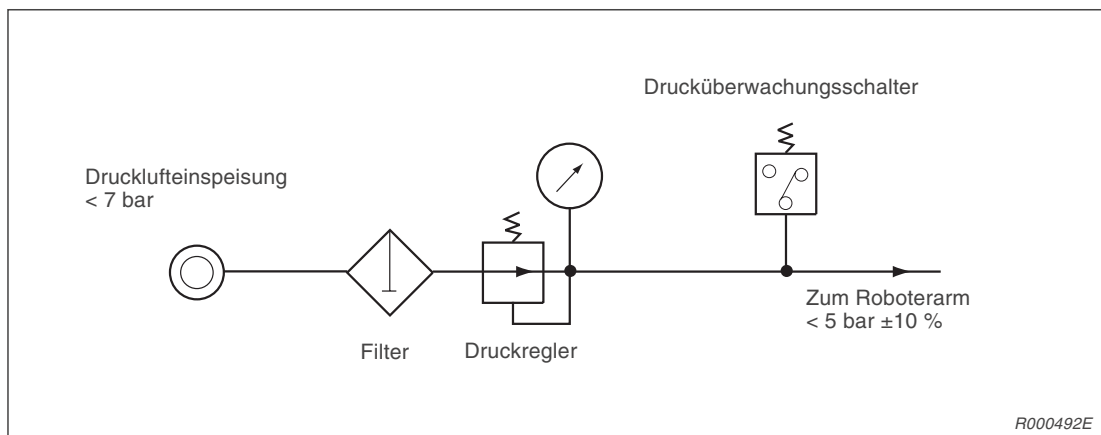 Drucküberwachungsschalter
Drucklufteinspeisung
< 7 bar
Zum Roboterarm
< 5 bar ±10 %
Filter
Druckregler
R000492E